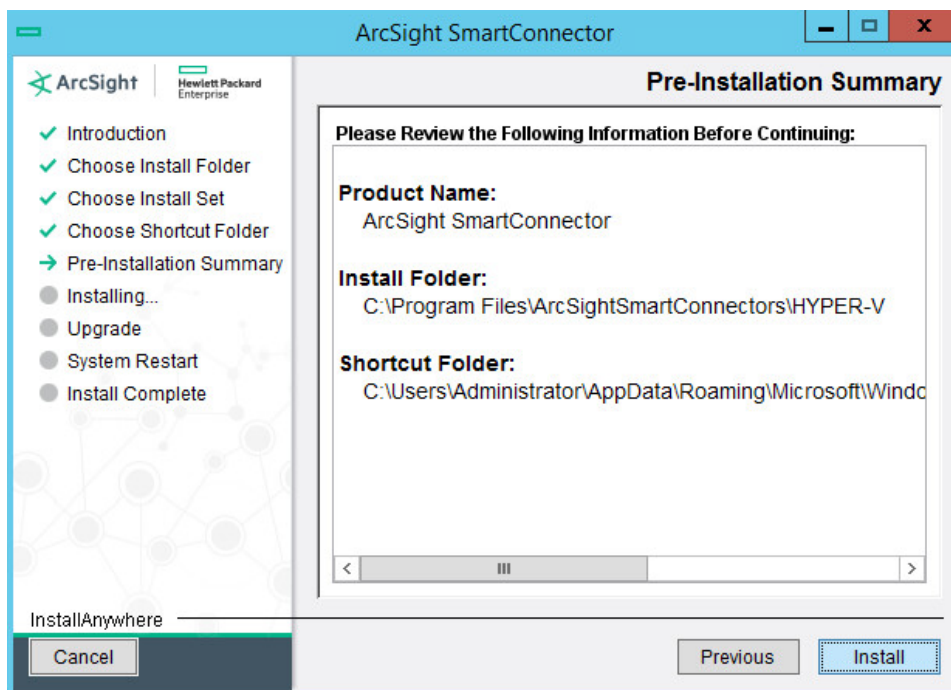 ArcSight SmartConnector
X
ArcSight
Hewlett Packard
Enterprise
Introduction
Choose Install Folder
Choose Install Set
Choose Shortcut Folder
Pre-Installation Summary
Installing...
Upgrade
System Restart
Install Complete
Pre-Installation Summary
Please Review the Following Information Before Continuing:
Product Name:
ArcSight SmartConnector
Install Folder:
C:\Program Files\ArcSightSmartConnectors\HYPER-V
Shortcut Folder:
C:\Users\Administrator\AppData\Roaming\Microsoft\Windo
InstallAnywhere
Cancel
Previous
Install